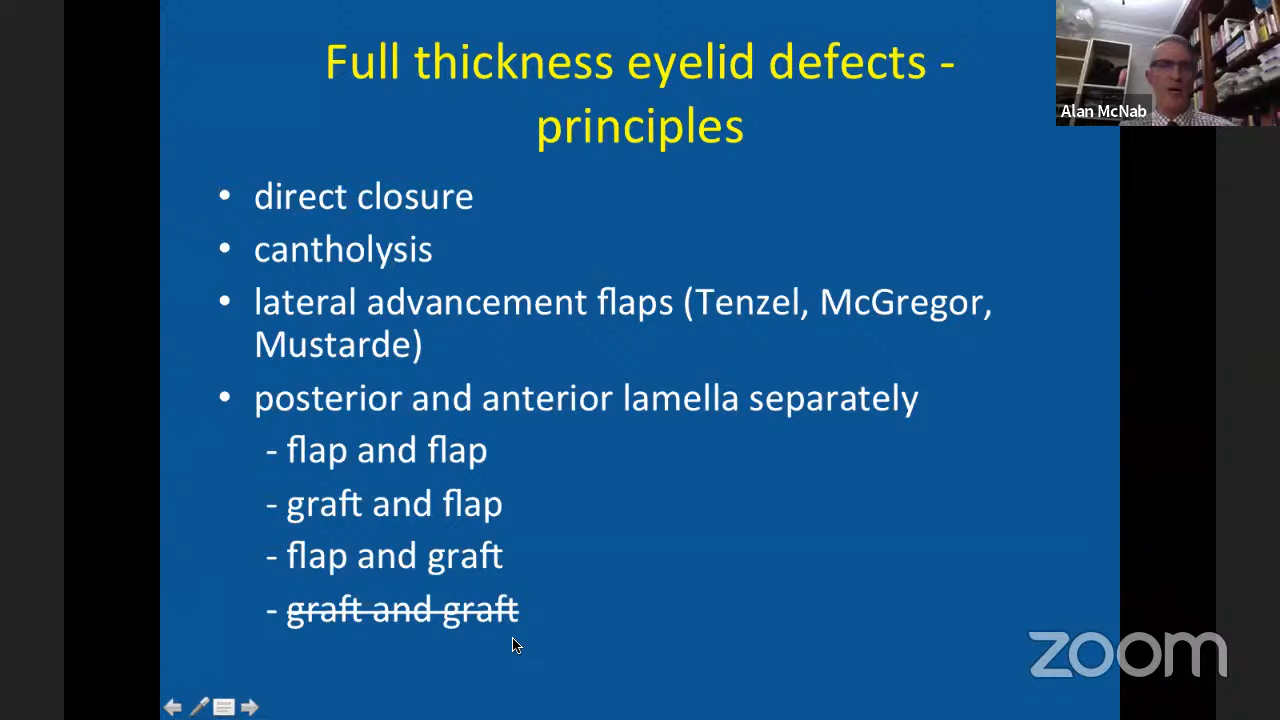 Full thickness eyelid defects -
principles
Alan McNab
• direct closure
• cantholysis
• lateral advancement flaps (Tenzel, McGregor,
Mustarde)
• posterior and anterior lamella separately
- flap and flap
- graft and flap
- flap and graft
- graft and graft
zoom